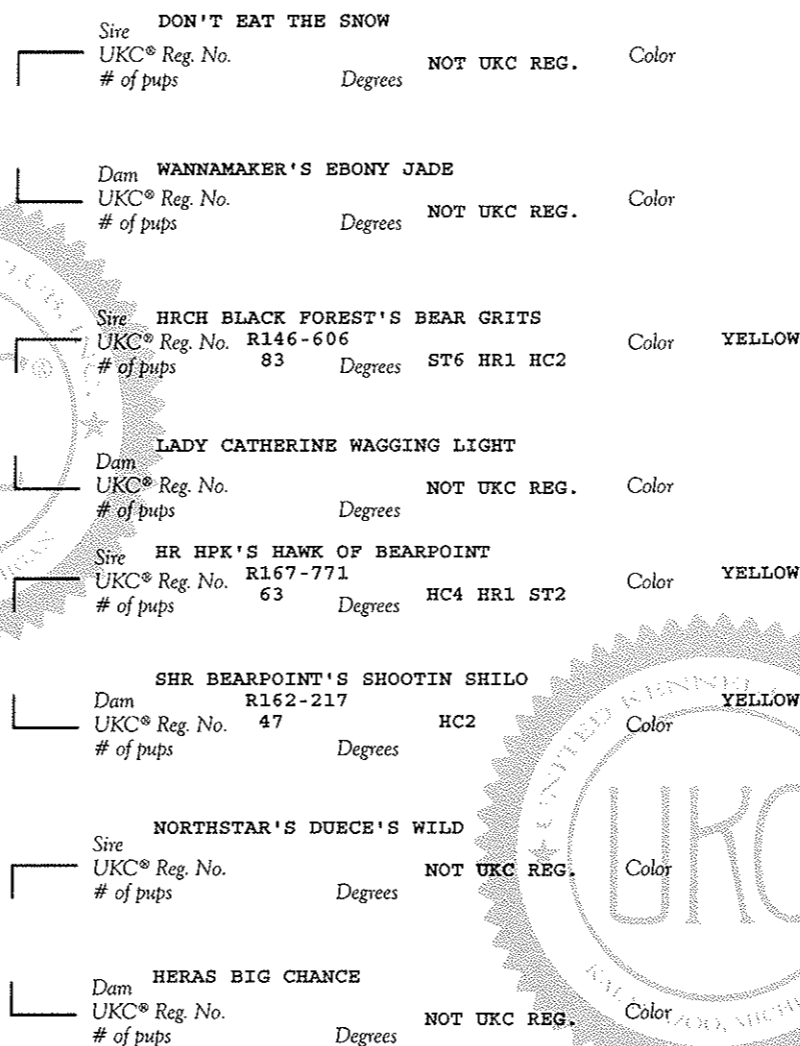 Sire DON'T EAT THE SNOW
UKC® Reg. No. NOT UKC REG. Color
# of pups Degrees
Dam WANNAMAKER'S EBONY JADE
UKC® Reg. No. NOT UKC REG. Color
# of pups Degrees
Sire HRCH BLACK FOREST'S BEAR GRITS
UKC® Reg. No. R146-606 Color YELLOW
# of pups 83 Degrees ST6 HR1 HC2
LADY CATHERINE WAGGING LIGHT
Dam
UKC® Reg. No. NOT UKC REG. Color
# of pups Degrees
Sire HR HPK'S HAWK OF BEARPOINT
UKC® Reg. No. R167-771 Color YELLOW
# of pups 63 Degrees HC4 HR1 ST2
SHR BEARPOINT'S SHOOTIN SHILO
Dam R162-217 YELLOW
UKC® Reg. No. 47 HC2 Color
# of pups Degrees
NORTHSTAR'S DUECE'S WILD
Sire
UKC® Reg. No. NOT UKC REG. Color
# of pups Degrees
Dam HERAS BIG CHANCE
UKC® Reg. No. NOT UKC REG. Color
# of pups Degrees
UNITED KENNEL
UKC